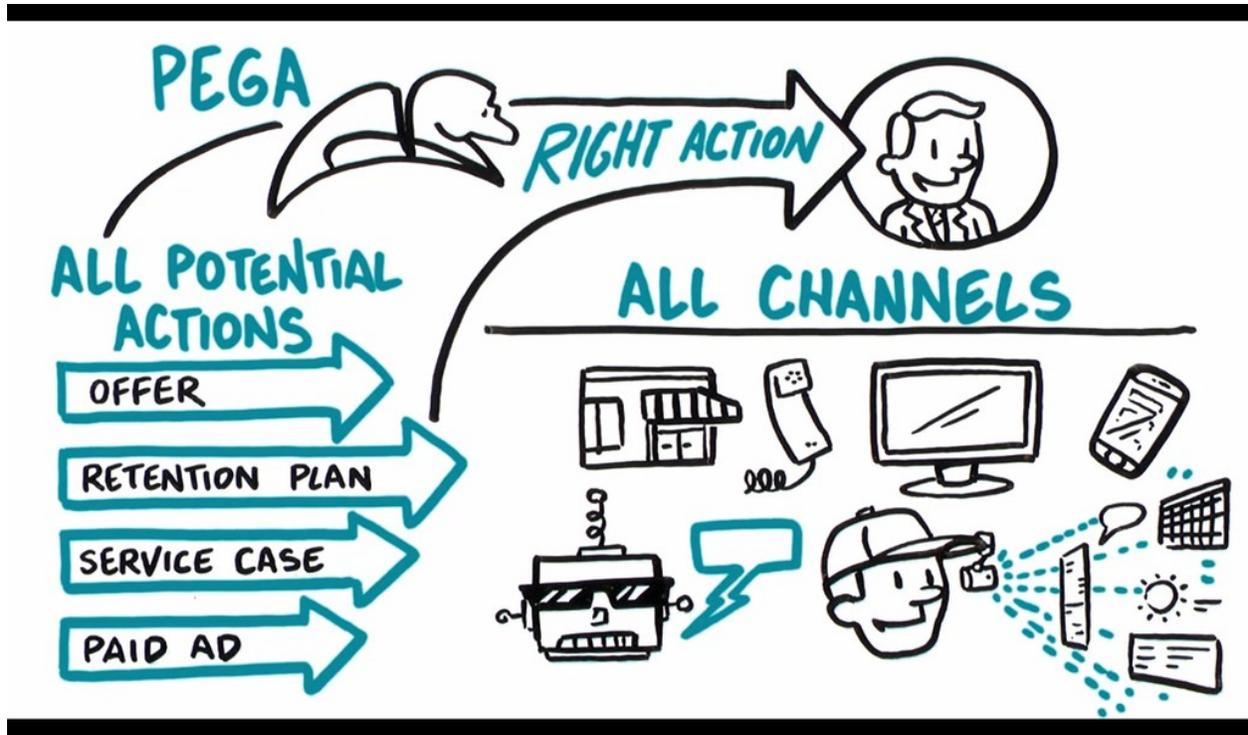 PEGA
RIGHT ACTION
ALL POTENTIAL
ACTIONS
OFFER
RETENTION PLAN
SERVICE CASE
PAID AD
ALL CHANNELS